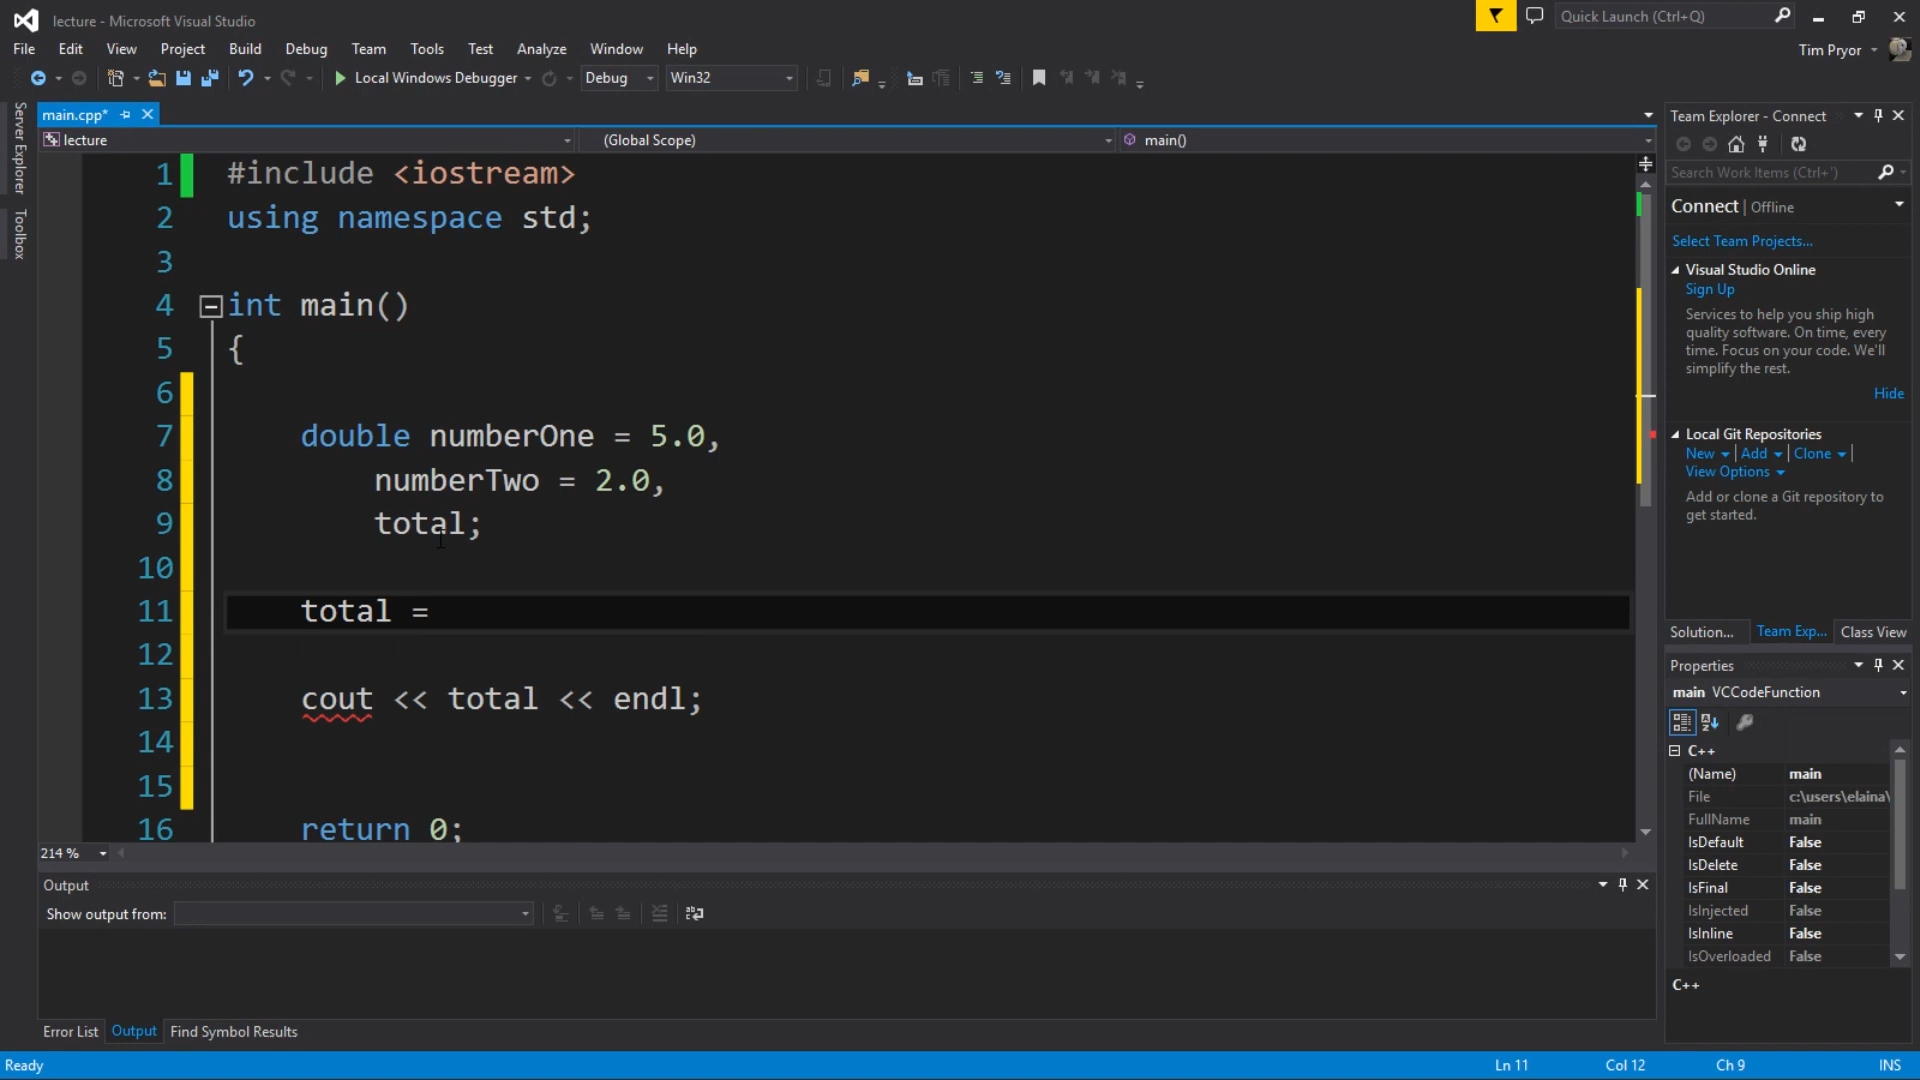 lecture - Microsoft Visual Studio
Quick Launch (Ctrl+Q)
File Edit View Project Build Debug Team Tools Test Analyze Window Help
Tim Pryor
Local Windows Debugger Debug Win32
Server Explorer
Toolbox
main.cpp*
lecture (Global Scope) main()
1 #include <iostream>
2 using namespace std;
3
4 int main()
5 {
6
7 double numberOne = 5.0,
8 numberTwo = 2.0,
9 total;
10
11 total =
12
13 cout << total << endl;
14
15
16 return 0;
214 %
Output
Show output from:
Error List Output Find Symbol Results
Team Explorer - Connect
Search Work Items (Ctrl+')
Connect | Offline
Select Team Projects...
Visual Studio Online
Sign Up
Services to help you ship high
quality software. On time, every
time. Focus on your code. We'll
simplify the rest.
Hide
Local Git Repositories
New | Add | Clone |
View Options
Add or clone a Git repository to
get started.
Solution... Team Exp... Class View
Properties
main VCCodeFunction
C++
(Name) main
File c:\users\elaina\
FullName main
IsDefault False
IsDelete False
IsFinal False
IsInjected False
IsInline False
IsOverloaded False
C++
Ready Ln 11 Col 12 Ch 9 INS